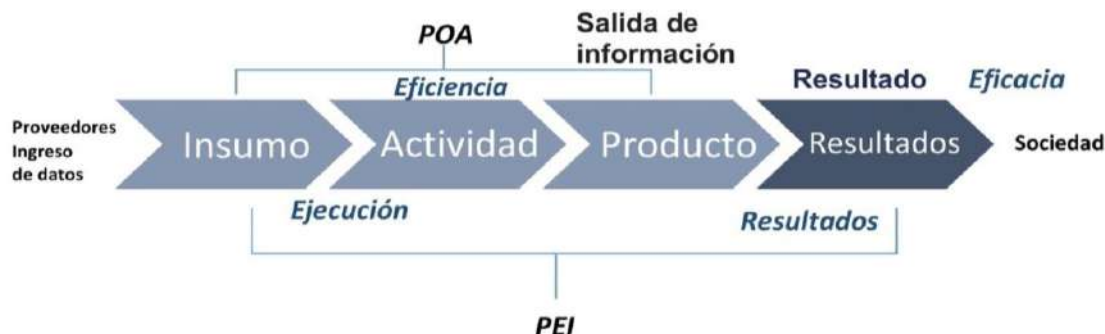 POA
Salida de
información
Eficiencia
Resultado
Eficacia
Proveedores
Ingreso
de datos
Insumo
Actividad
Producto
Resultados
Sociedad
Ejecución
Resultados
PEI